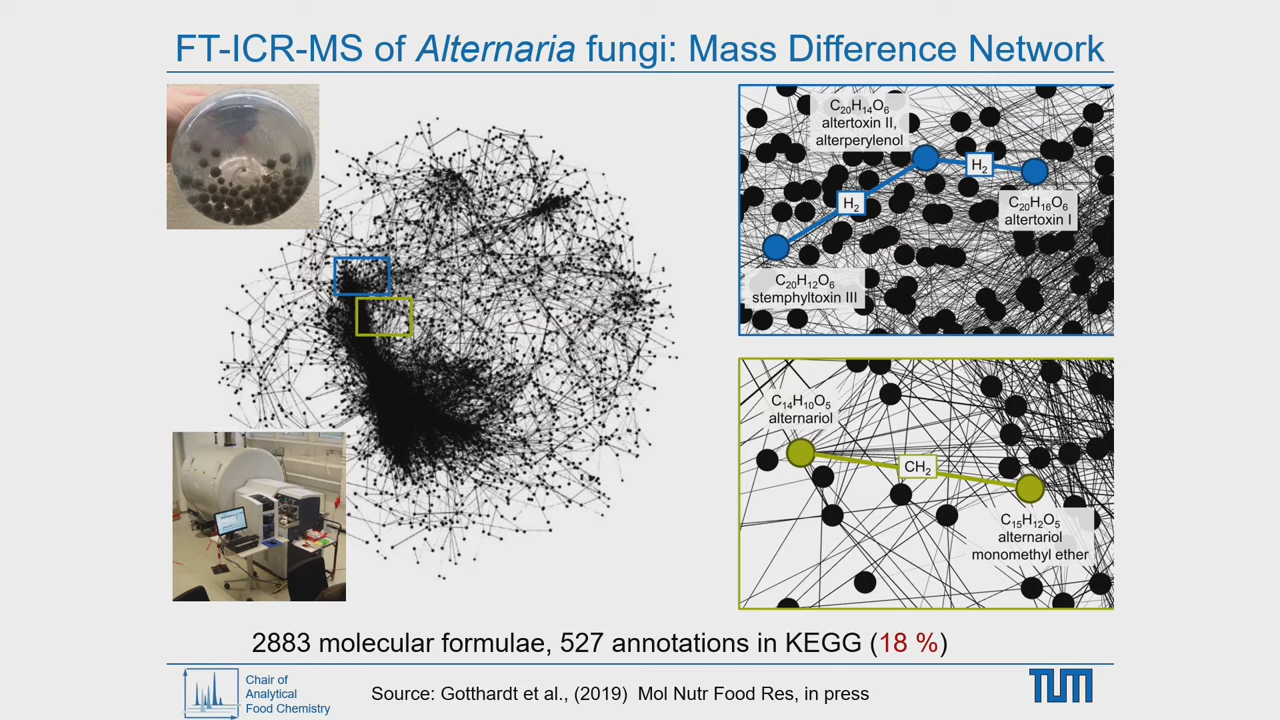 FT-ICR-MS of Alternaria fungi: Mass Difference Network
C₂₀H₁₄O₆
altertoxin II,
alterperylenol
H₂
H₂
C₂₀H₁₆O₆
altertoxin I
C₂₀H₁₂O₆
stemphyltoxin III
C₁₄H₁₀O₅
alternariol
CH₂
C₁₅H₁₂O₅
alternariol
monomethyl ether
2883 molecular formulae, 527 annotations in KEGG (18 %)
Chair of
Analytical
Food Chemistry
Source: Gotthardt et al., (2019) Mol Nutr Food Res, in press
TUM